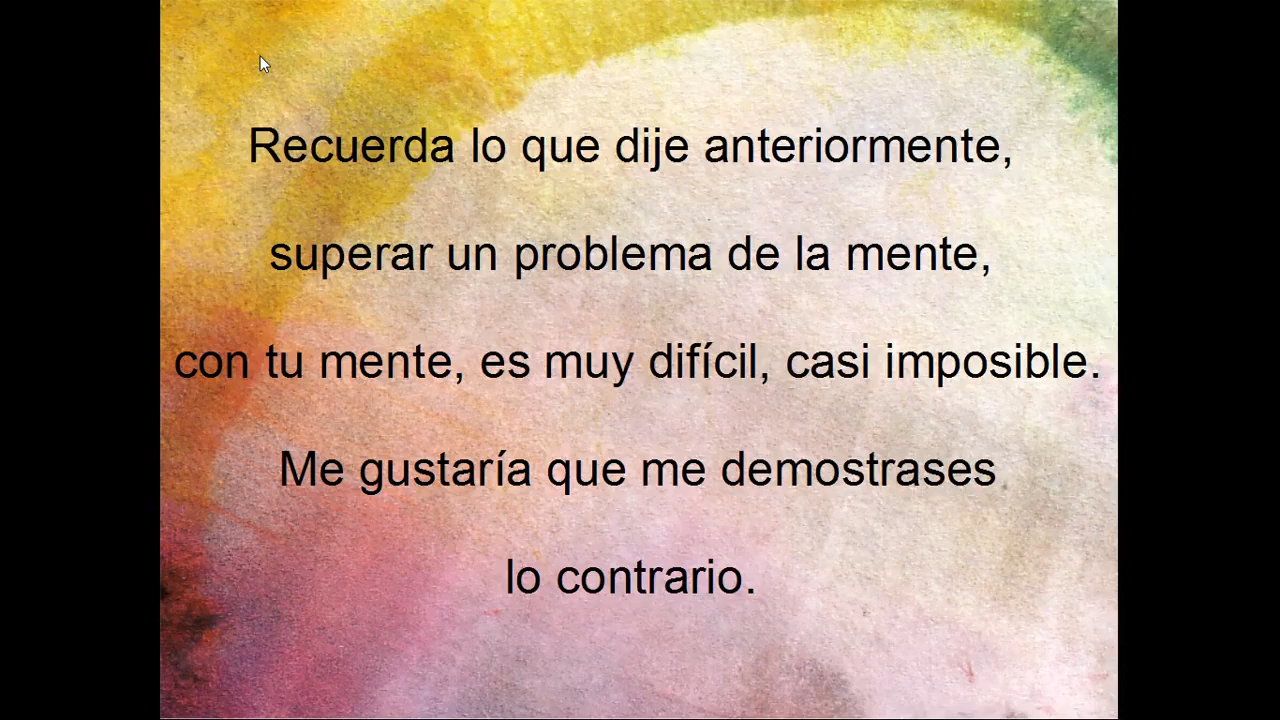 Recuerda lo que dije anteriormente,
superar un problema de la mente,
con tu mente, es muy difícil, casi imposible.
Me gustaría que me demostrases
lo contrario.